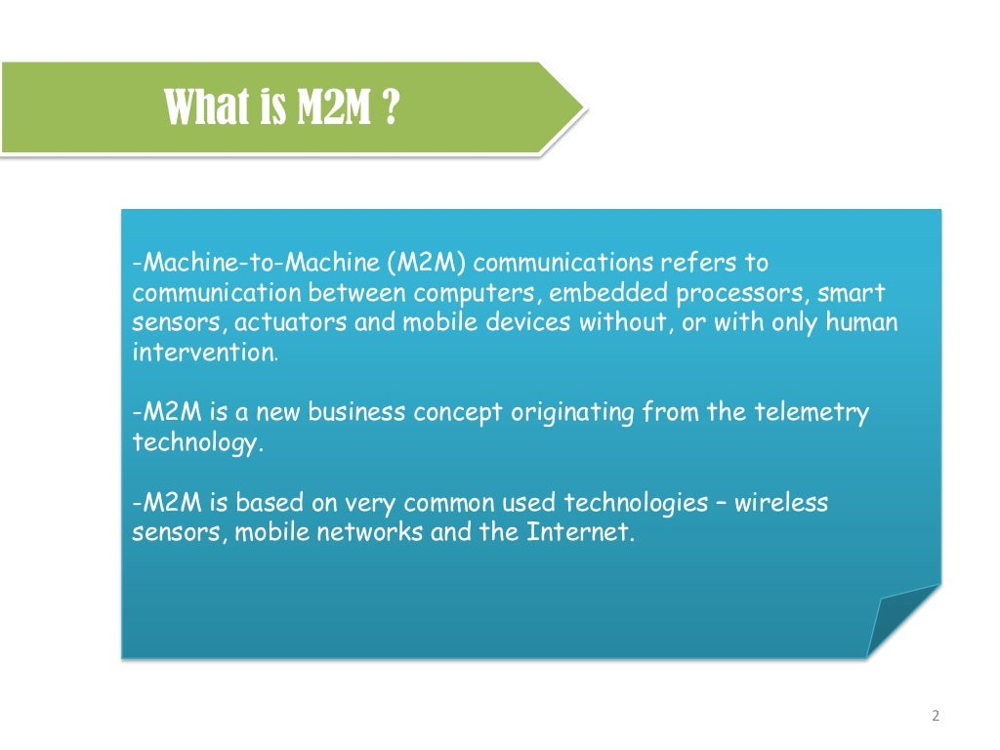 What is M2M ?
-Machine-to-Machine (M2M) communications refers to
communication between computers, embedded processors, smart
sensors, actuators and mobile devices without, or with only human
intervention.
-M2M is a new business concept originating from the telemetry
technology.
-M2M is based on very common used technologies – wireless
sensors, mobile networks and the Internet.
2